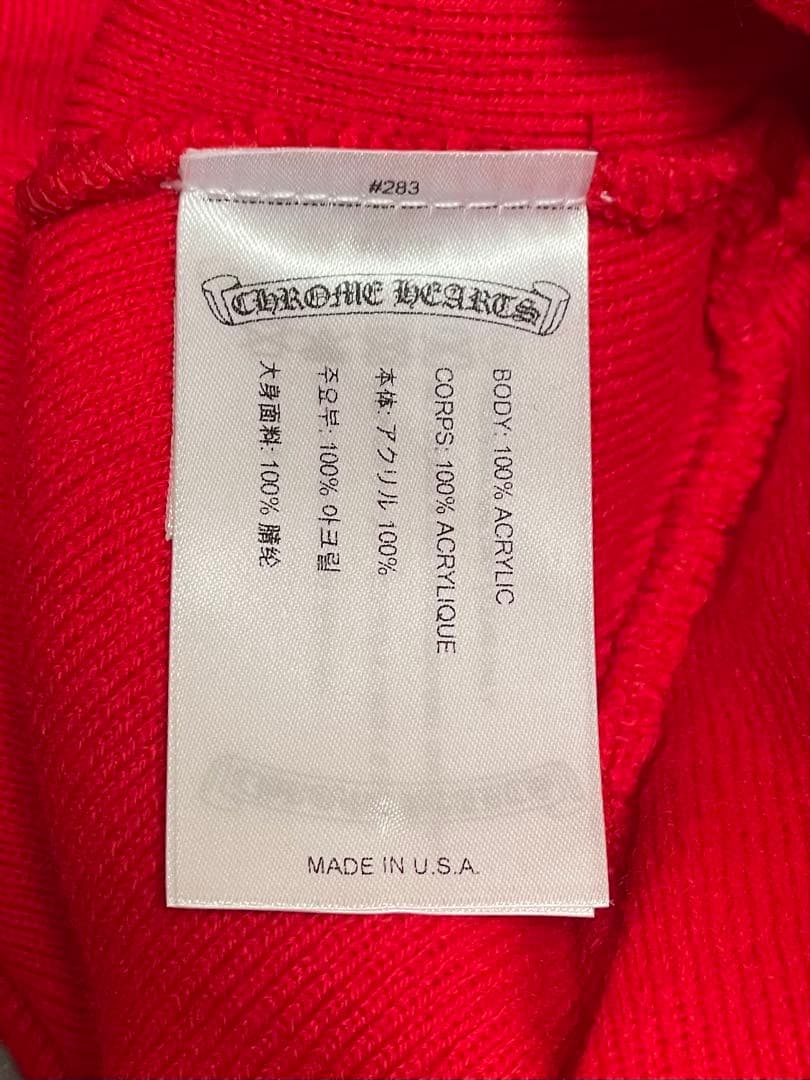 #283
CHROME HEARTS
BODY: 100% ACRYLIC
CORPS: 100% ACRYLIQUE
本体: アクリル 100%
주요부: 100% 아크릴
大身面料: 100% 腈纶
MADE IN U.S.A.